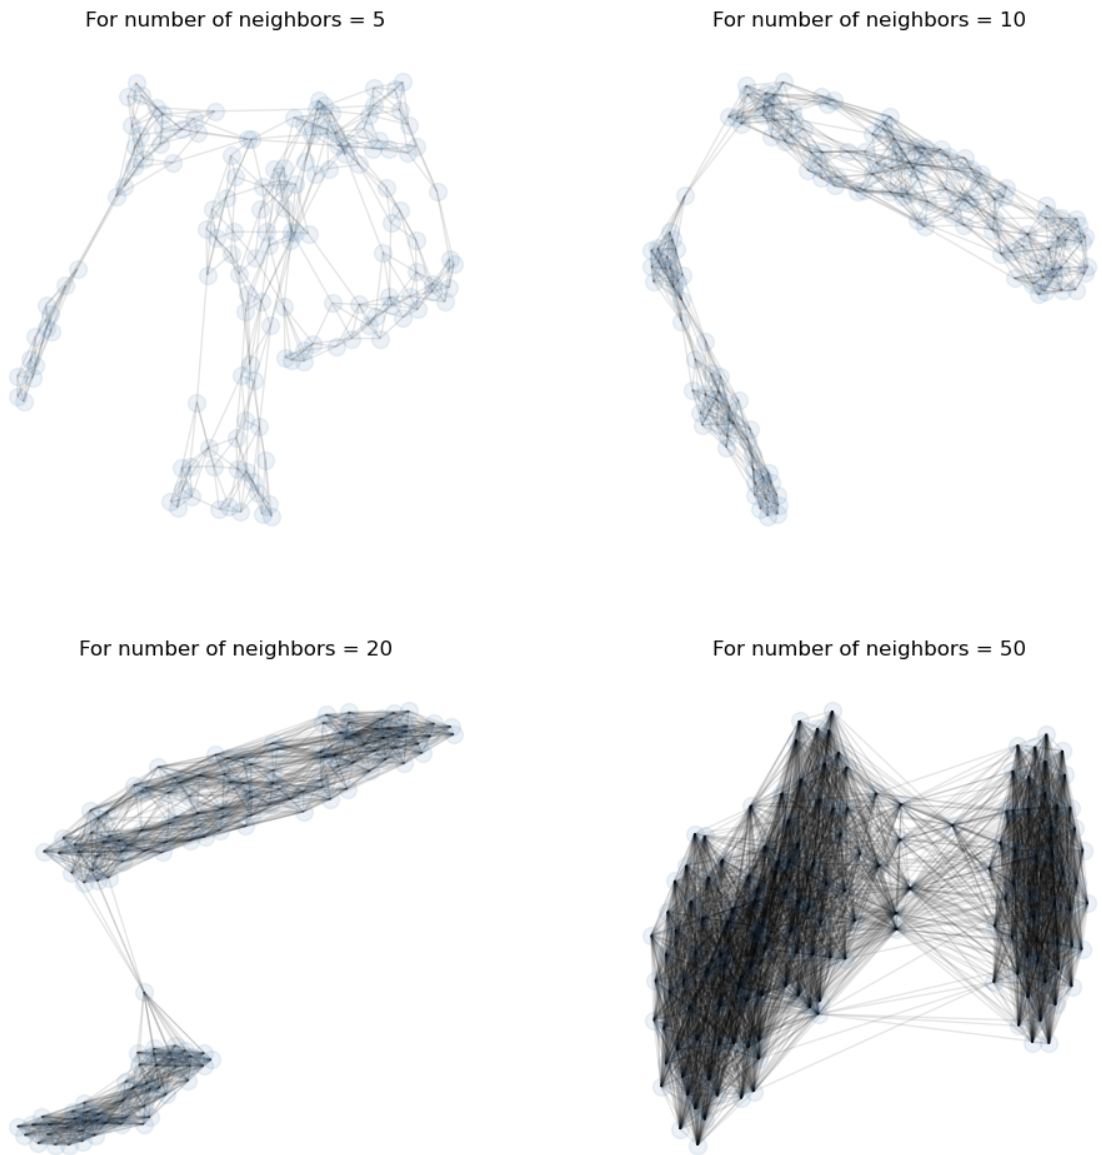 For number of neighbors = 5
For number of neighbors = 10
For number of neighbors = 20
For number of neighbors = 50